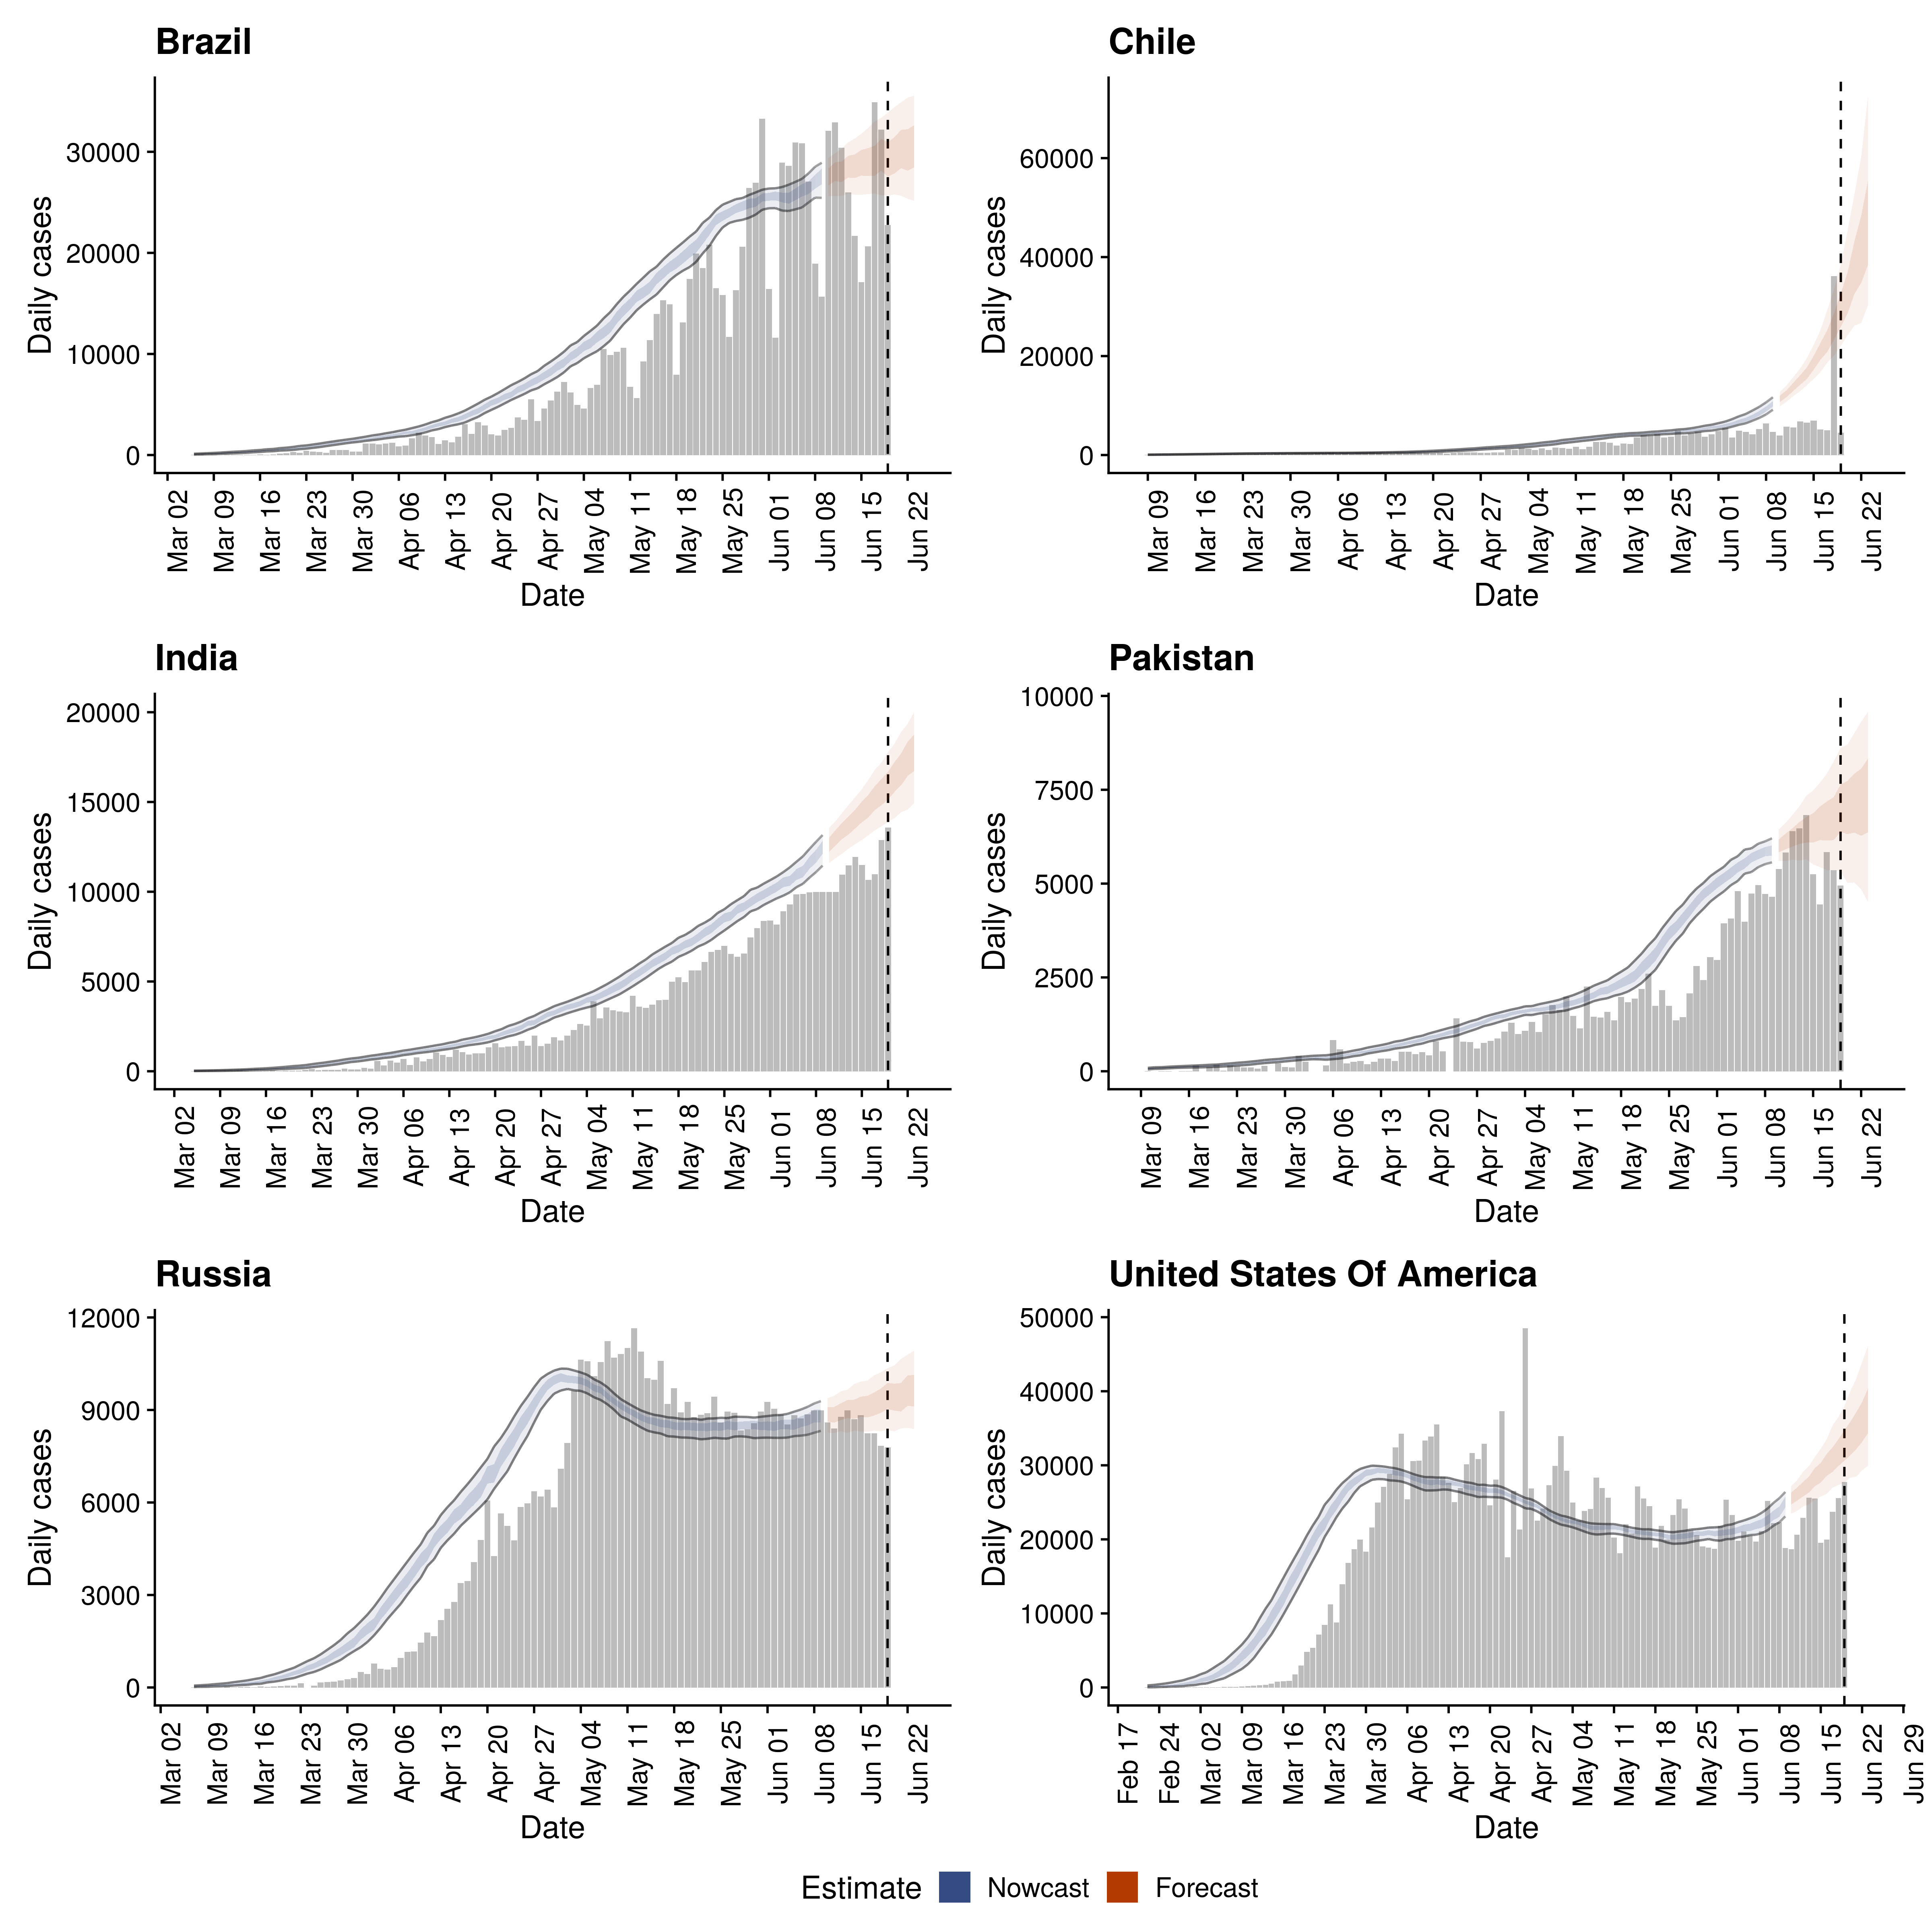 Brazil
Daily cases
30000
20000
10000
0
Mar 02
Mar 09
Mar 16
Mar 23
Mar 30
Apr 06
Apr 13
Apr 20
Apr 27
May 04
May 11
May 18
May 25
Jun 01
Jun 08
Jun 15
Jun 22
Date
Chile
Daily cases
60000
40000
20000
0
Mar 09
Mar 16
Mar 23
Mar 30
Apr 06
Apr 13
Apr 20
Apr 27
May 04
May 11
May 18
May 25
Jun 01
Jun 08
Jun 15
Jun 22
Date
India
Daily cases
20000
15000
10000
5000
0
Mar 02
Mar 09
Mar 16
Mar 23
Mar 30
Apr 06
Apr 13
Apr 20
Apr 27
May 04
May 11
May 18
May 25
Jun 01
Jun 08
Jun 15
Jun 22
Date
Pakistan
Daily cases
10000
7500
5000
2500
0
Mar 09
Mar 16
Mar 23
Mar 30
Apr 06
Apr 13
Apr 20
Apr 27
May 04
May 11
May 18
May 25
Jun 01
Jun 08
Jun 15
Jun 22
Date
Russia
Daily cases
12000
9000
6000
3000
0
Mar 02
Mar 09
Mar 16
Mar 23
Mar 30
Apr 06
Apr 13
Apr 20
Apr 27
May 04
May 11
May 18
May 25
Jun 01
Jun 08
Jun 15
Jun 22
Date
United States Of America
Daily cases
50000
40000
30000
20000
10000
0
Feb 17
Feb 24
Mar 02
Mar 09
Mar 16
Mar 23
Mar 30
Apr 06
Apr 13
Apr 20
Apr 27
May 04
May 11
May 18
May 25
Jun 01
Jun 08
Jun 15
Jun 22
Jun 29
Date
Estimate Nowcast Forecast